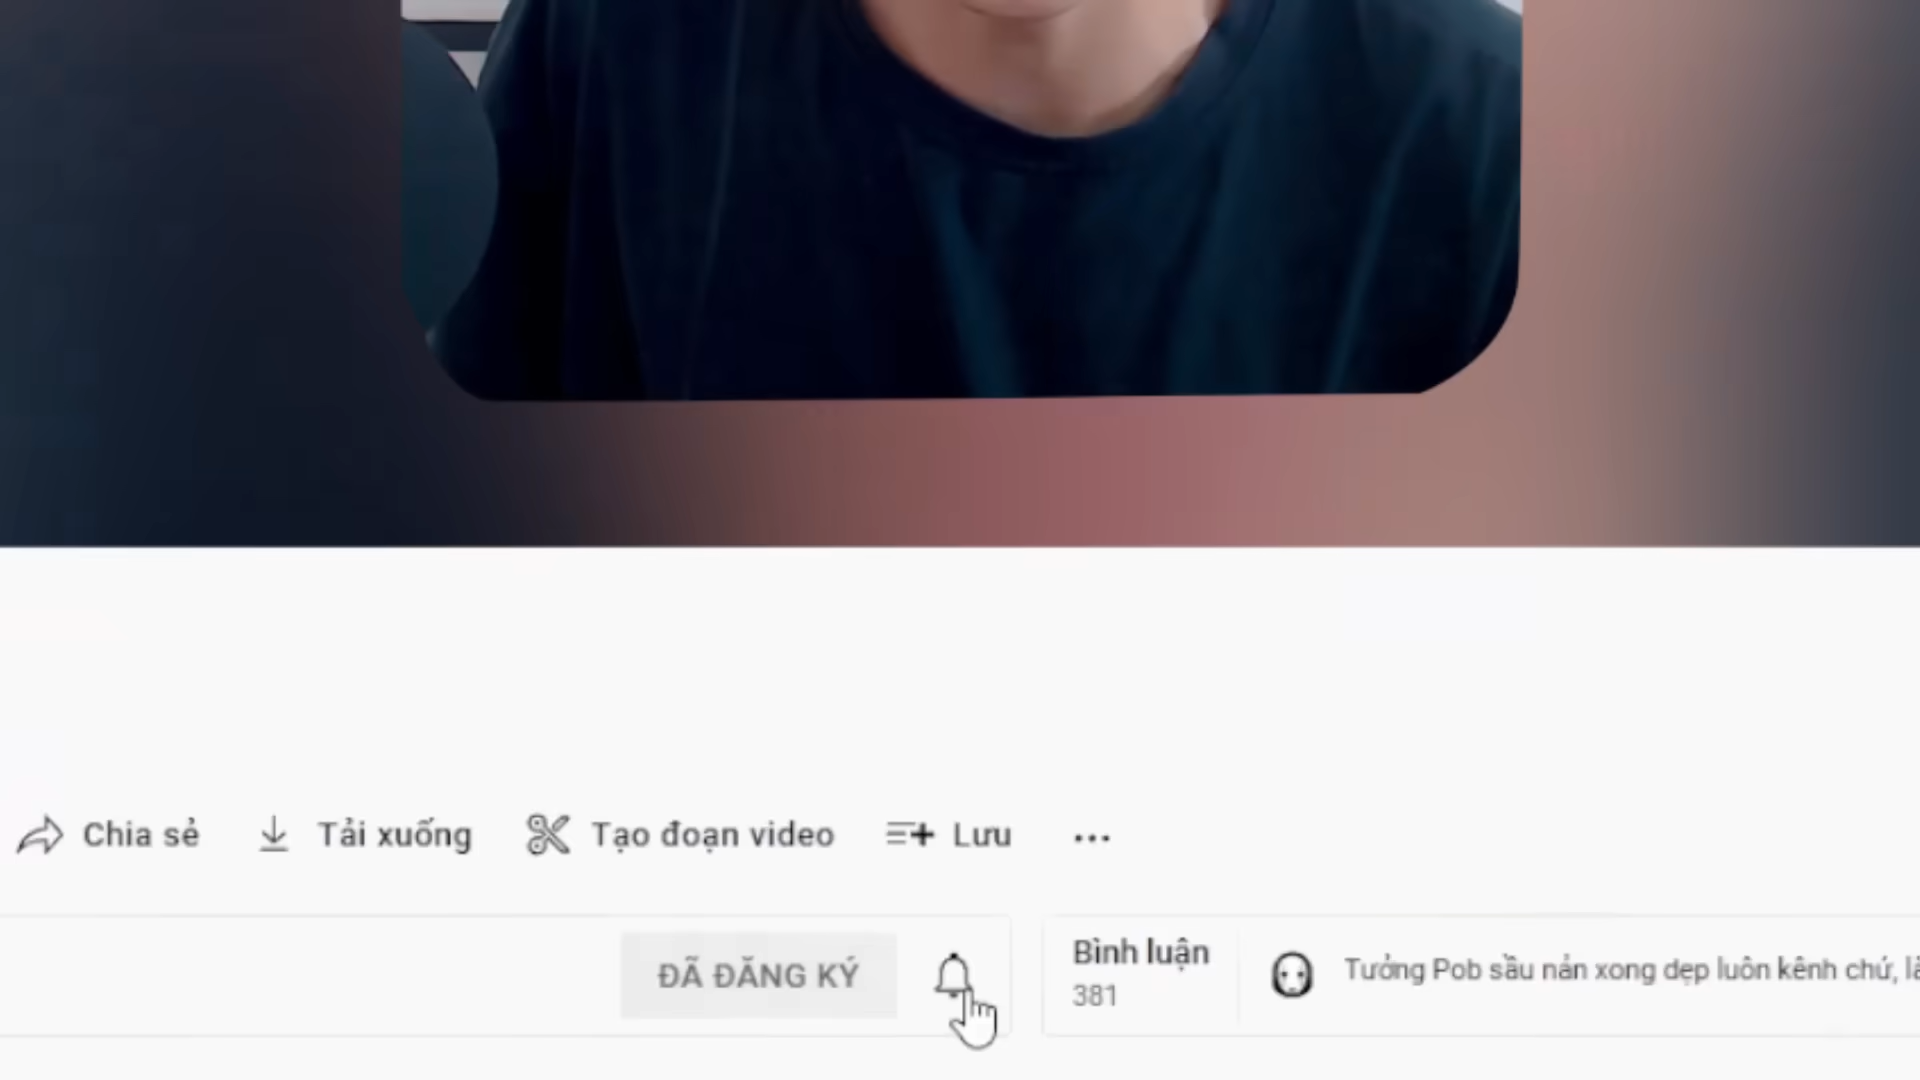 Chia sẻ
Tải xuống
Tạo đoạn video
Lưu
ĐÃ ĐĂNG KÝ
Bình luận
381
Tưởng Pob sầu nản xong dẹp luôn kênh chứ,